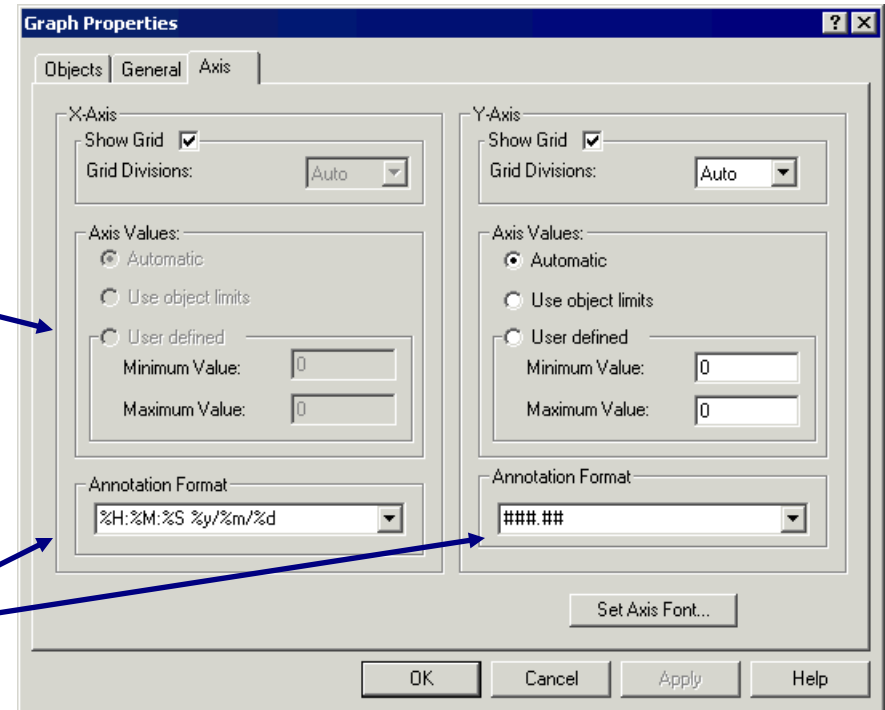 Graph Properties
Objects General Axis
X-Axis
Show Grid
Grid Divisions: Auto
Axis Values:
Automatic
Use object limits
User defined
Minimum Value: 0
Maximum Value: 0
Annotation Format
%H:%M:%S %y/%m/%d
Y-Axis
Show Grid
Grid Divisions: Auto
Axis Values:
Automatic
Use object limits
User defined
Minimum Value: 0
Maximum Value: 0
Annotation Format
###.##
Set Axis Font...
OK Cancel Apply Help